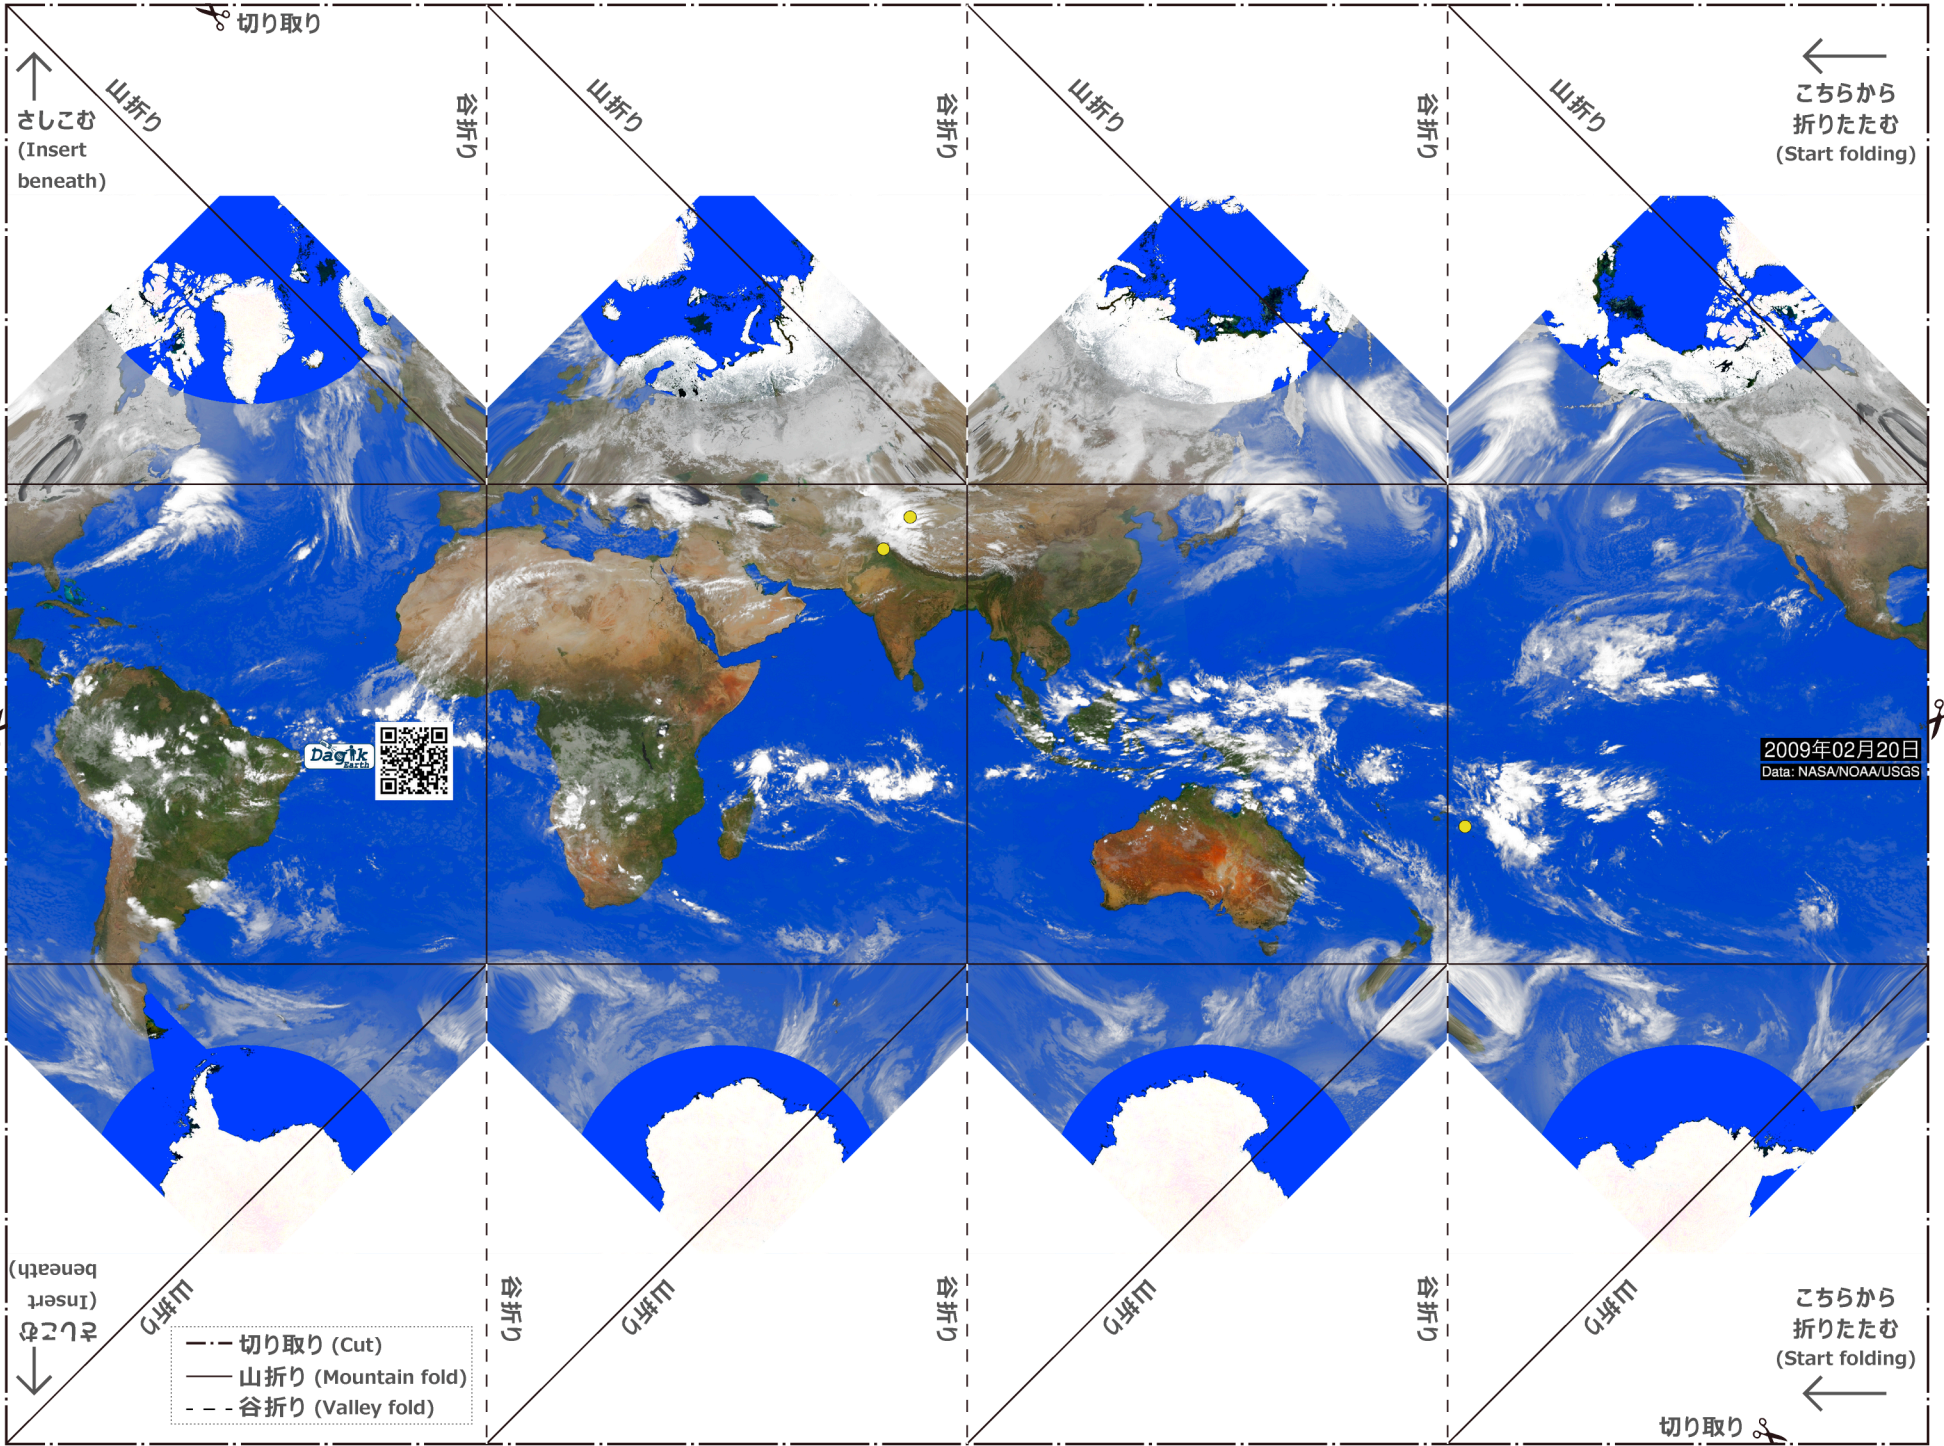 切り取り
さしこむ
(Insert
beneath)
山折り
谷折り
山折り
谷折り
山折り
谷折り
山折り
こちらから
折りたたむ
(Start folding)
Dagik
Earth
2009年02月20日
Data: NASA/NOAA/USGS
さしこむ
(Insert
beneath)
山折り
谷折り
山折り
谷折り
山折り
谷折り
山折り
こちらから
折りたたむ
(Start folding)
切り取り (Cut)
山折り (Mountain fold)
谷折り (Valley fold)
切り取り